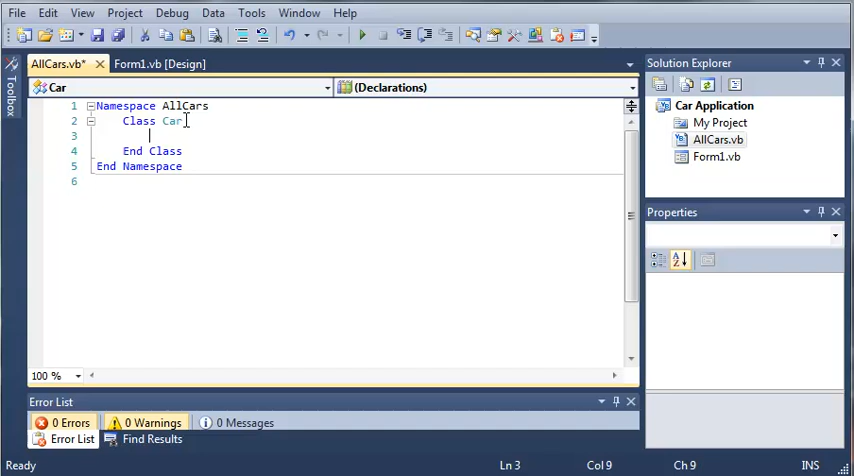 File Edit View Project Debug Data Tools Window Help
AllCars.vb* Form1.vb [Design]
Toolbox
Car (Declarations)
1 Namespace AllCars
2 Class Car
3
4 End Class
5 End Namespace
6
100 %
Solution Explorer
Car Application
My Project
AllCars.vb
Form1.vb
Properties
Error List
0 Errors 0 Warnings 0 Messages
Error List Find Results
Ready Ln 3 Col 9 Ch 9 INS